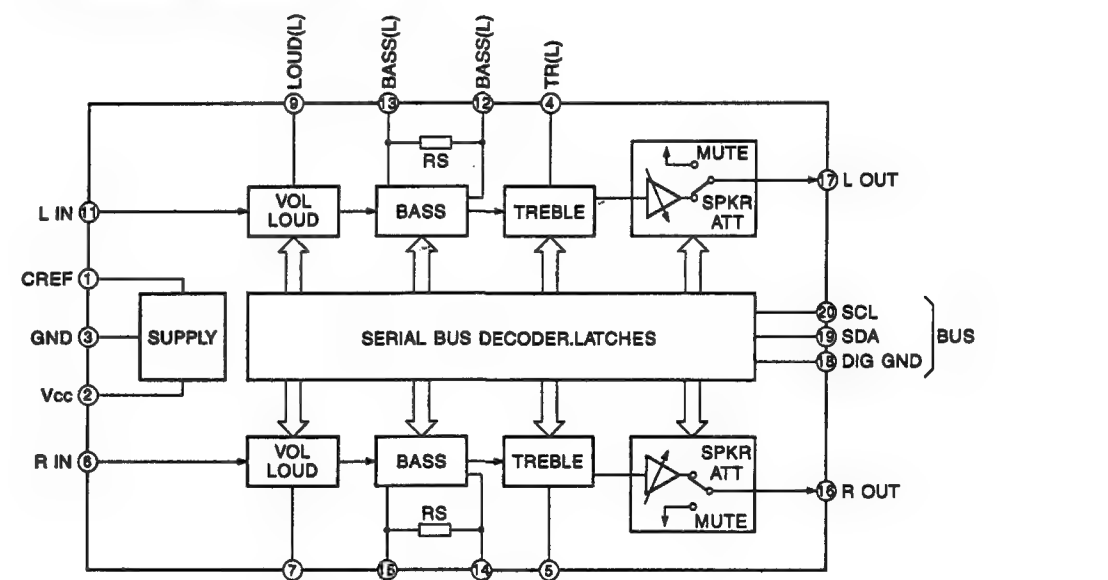 LOUD(L)
BASS(L)
BASS(L)
TR(L)
9
13
12
4
RS
MUTE
L IN 11
VOL
LOUD
BASS
TREBLE
SPKR
ATT
17 L OUT
CREF 1
GND 3
SUPPLY
Vcc 2
SERIAL BUS DECODER.LATCHES
20 SCL
19 SDA
18 DIG GND
BUS
R IN 6
VOL
LOUD
BASS
TREBLE
SPKR
ATT
16 R OUT
RS
MUTE
7
15
14
5